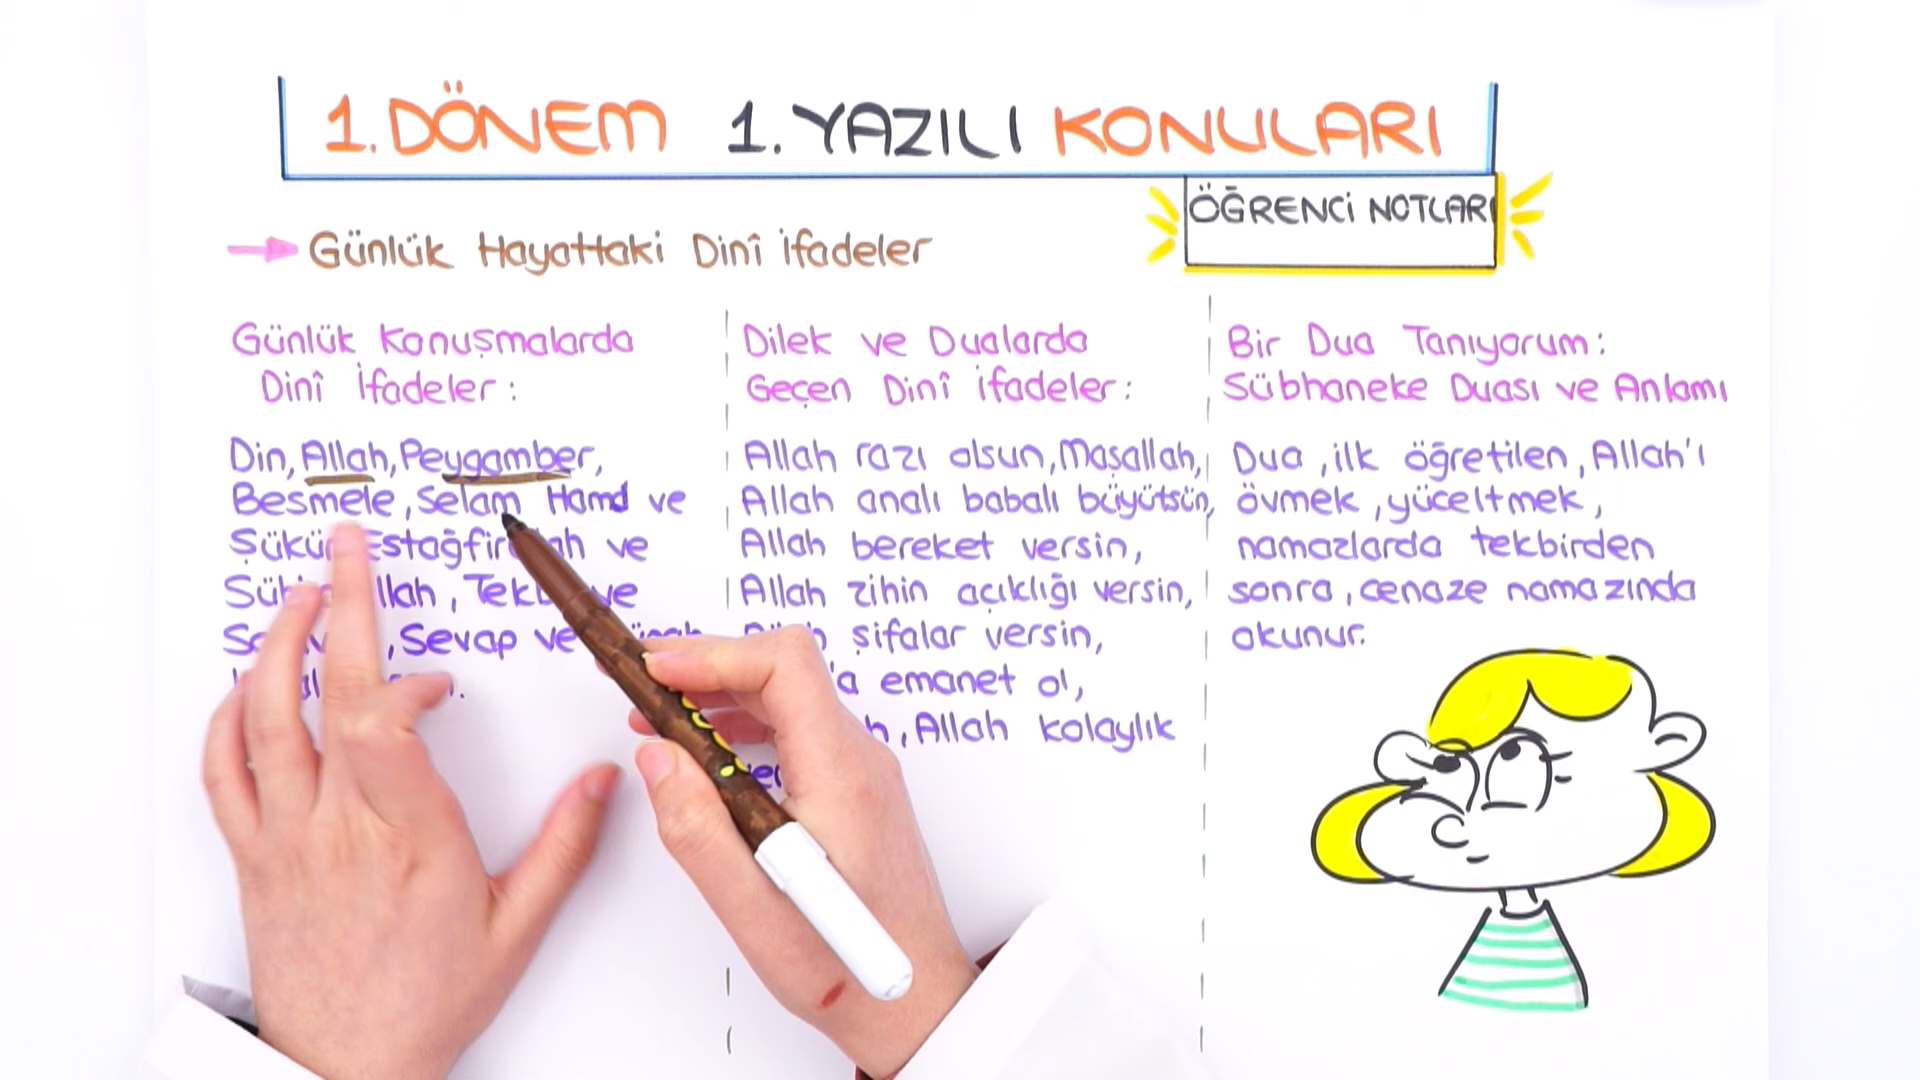 1. DÖNEM 1. YAZILI KONULARI
ÖĞRENCİ NOTLARI
Günlük Hayattaki Dinî İfadeler
Günlük Konuşmalarda
Dinî İfadeler:
Din, Allah, Peygamber,
Besmele, Selam Hamd ve
ve
, Sevap ve
Dilek ve Dualarda
Geçen Dinî İfadeler:
Allah razı olsun, Maşallah,
Allah analı babalı büyütsün,
Allah bereket versin,
Allah zihin açıklığı versin,
şifalar versin,
emanet ol,
, Allah kolaylık
Bir Dua Tanıyorum:
Sübhaneke Duası ve Anlamı
Dua, ilk öğretilen, Allah'ı
övmek, yüceltmek,
namazlarda tekbirden
sonra, cenaze namazında
okunur.